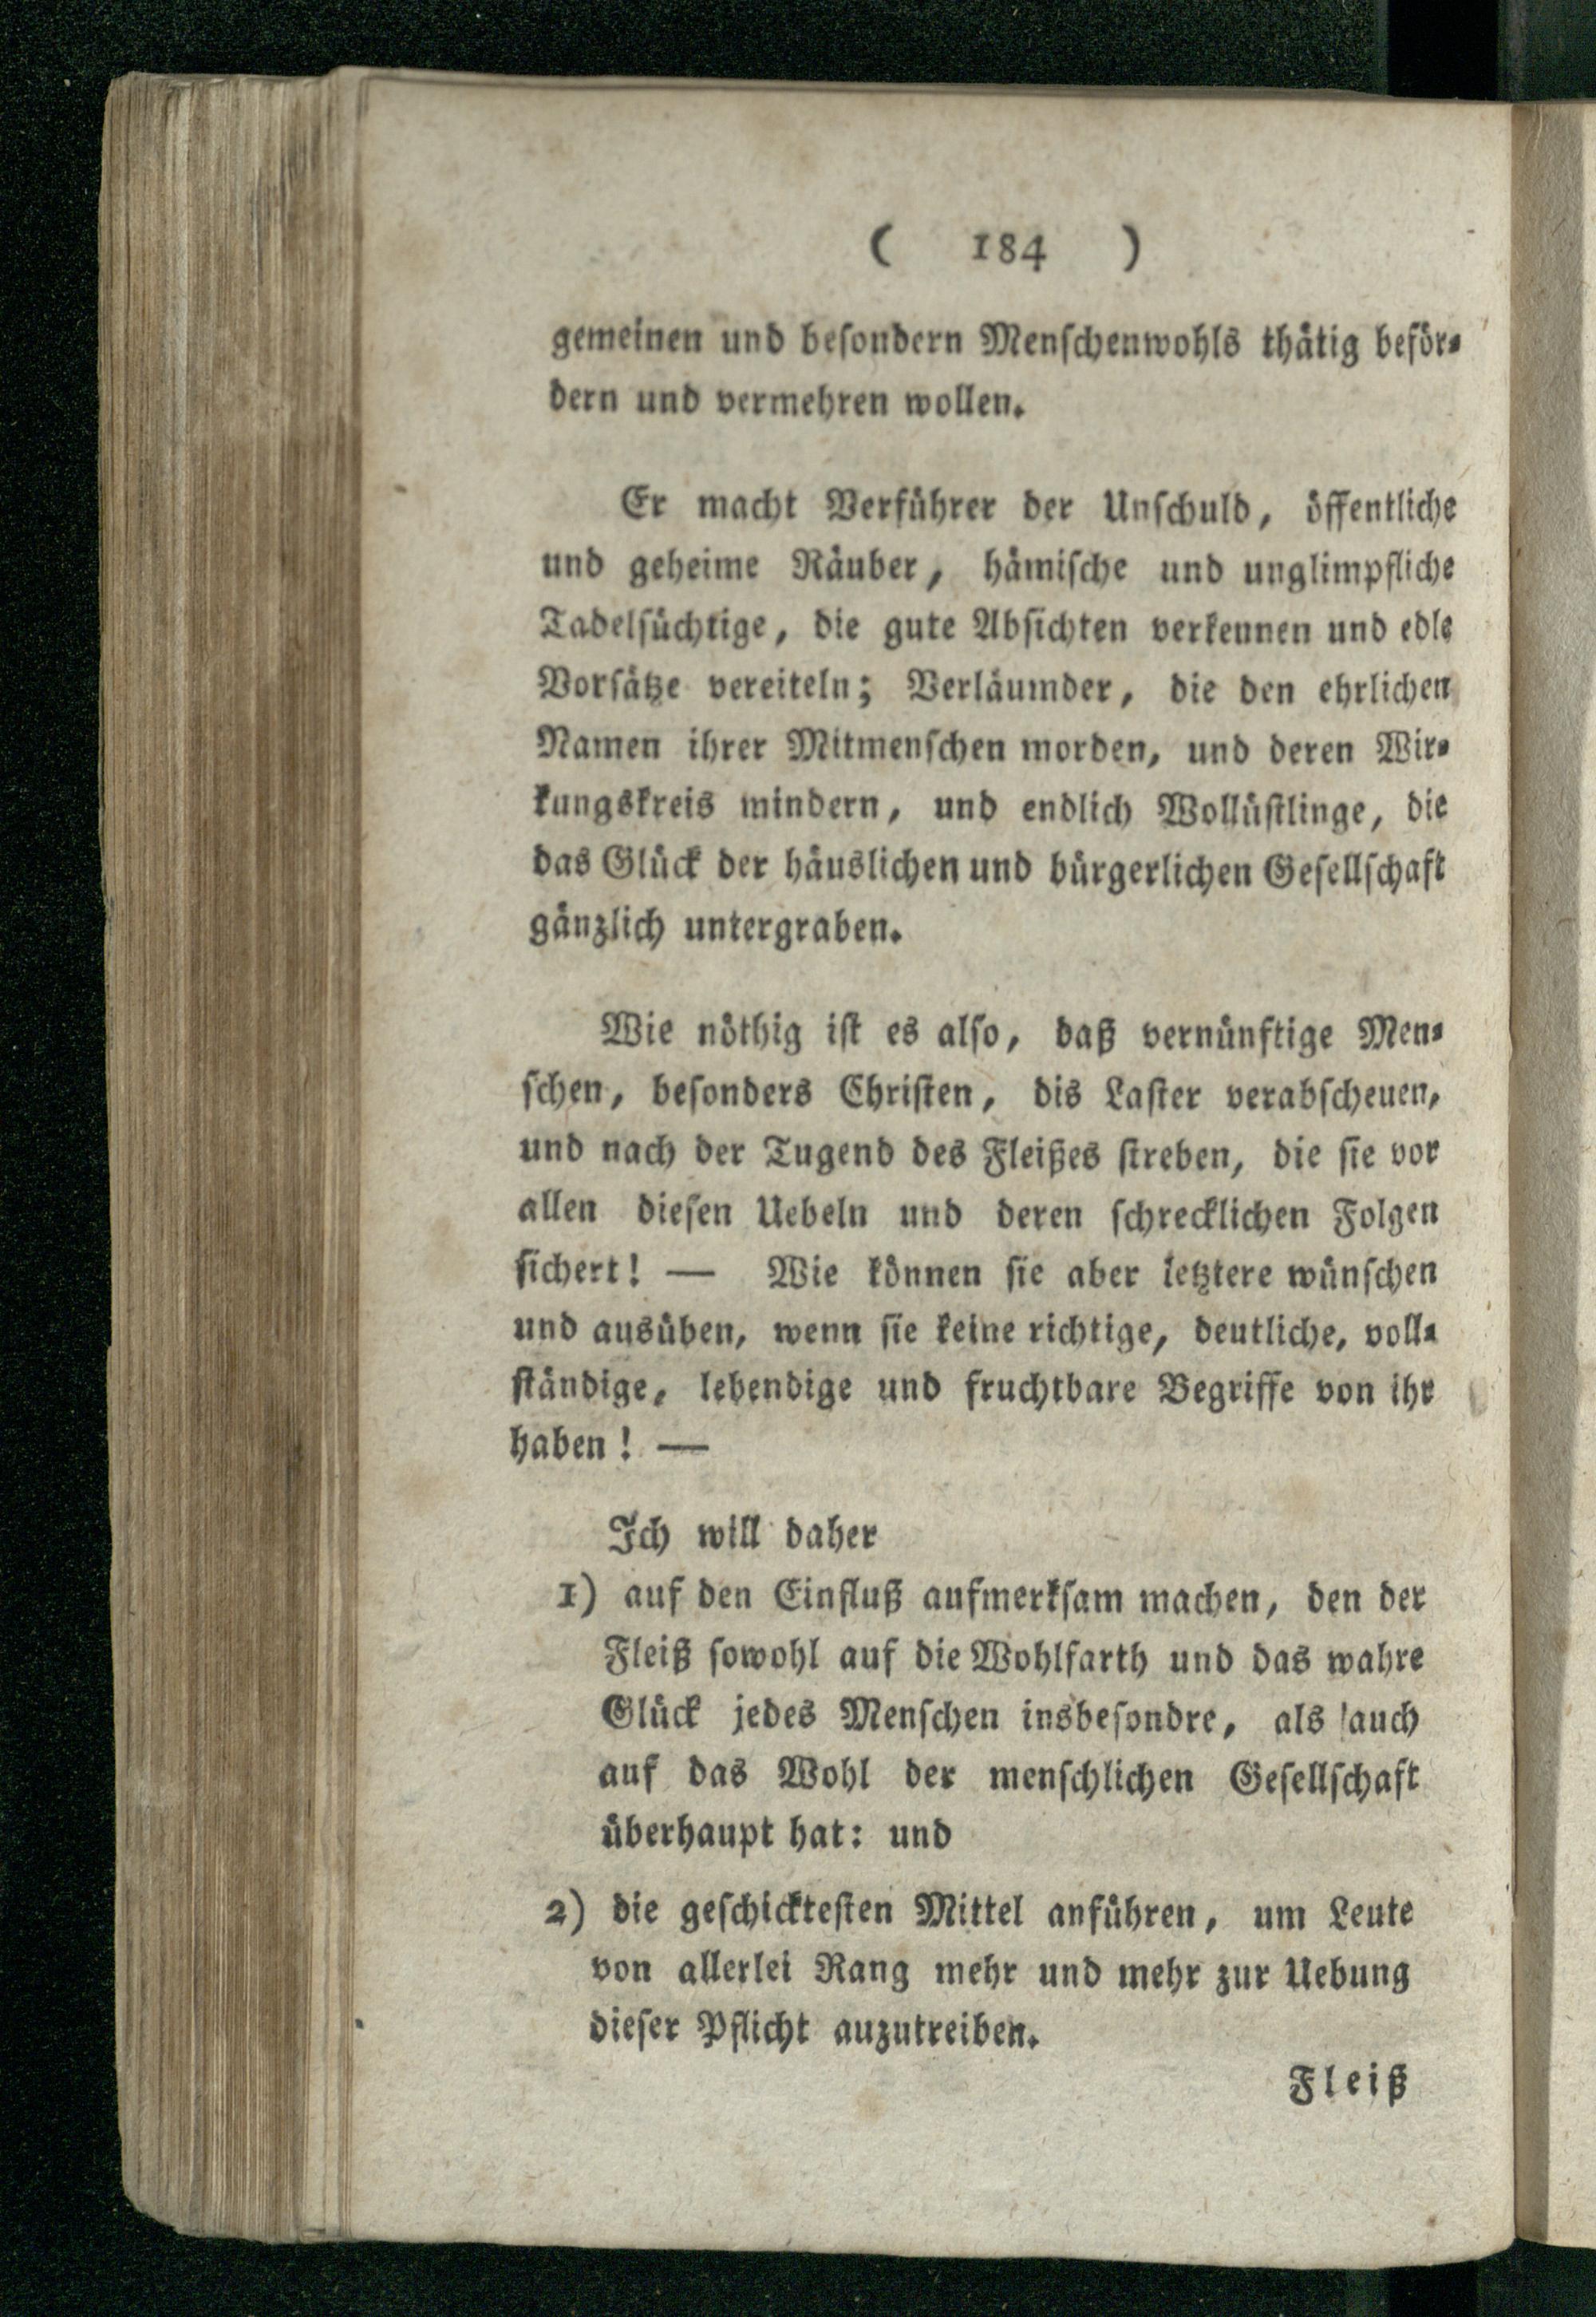 ( 184 )
gemeinen und besondern Menschenwohls thätig beför-
dern und vermehren wollen.
Er macht Verführer der Unschuld, öffentliche
und geheime Räuber, hämische und unglimpfliche
Tadelsüchtige, die gute Absichten verkennen und edle
Vorsätze vereiteln; Verläumder, die den ehrlichen
Namen ihrer Mitmenschen morden, und deren Wir-
kungskreis mindern, und endlich Wollüstlinge, die
das Glück der häuslichen und bürgerlichen Gesellschaft
gänzlich untergraben.
Wie nöthig ist es also, daß vernünftige Men-
schen, besonders Christen, dis Laster verabscheuen,
und nach der Tugend des Fleißes streben, die sie vor
allen diesen Uebeln und deren schrecklichen Folgen
sichert! — Wie können sie aber letztere wünschen
und ausüben, wenn sie keine richtige, deutliche, voll-
ständige, lebendige und fruchtbare Begriffe von ihr
haben! —
Ich will daher
1) auf den Einfluß aufmerksam machen, den der
Fleiß sowohl auf die Wohlfarth und das wahre
Glück jedes Menschen insbesondre, als auch
auf das Wohl der menschlichen Gesellschaft
überhaupt hat: und
2) die geschicktesten Mittel anführen, um Leute
von allerlei Rang mehr und mehr zur Uebung
dieser Pflicht auzutreiben.
Fleiß